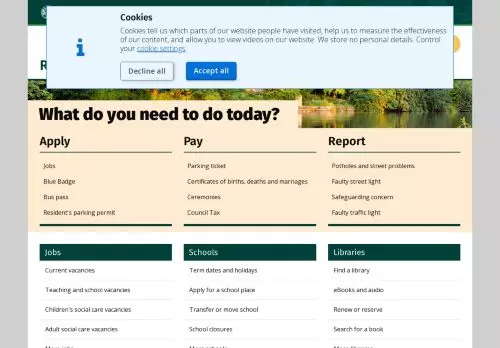 Cookies
Cookies tell us which parts of our website people have visited, help us to measure the effectiveness
of our content, and allow you to view videos on our website. We store no personal details. Control
your cookie settings.
Decline all
Accept all
R
What do you need to do today?
Apply
Jobs
Blue Badge
Bus pass
Resident's parking permit
Pay
Parking ticket
Certificates of births, deaths and marriages
Ceremonies
Council Tax
Report
Potholes and street problems
Faulty street light
Safeguarding concern
Faulty traffic light
Jobs
Current vacancies
Teaching and school vacancies
Children's social care vacancies
Adult social care vacancies
More jobs
Schools
Term dates and holidays
Apply for a school place
Transfer or move school
School closures
More schools
Libraries
Find a library
eBooks and audio
Renew or reserve
Search for a book